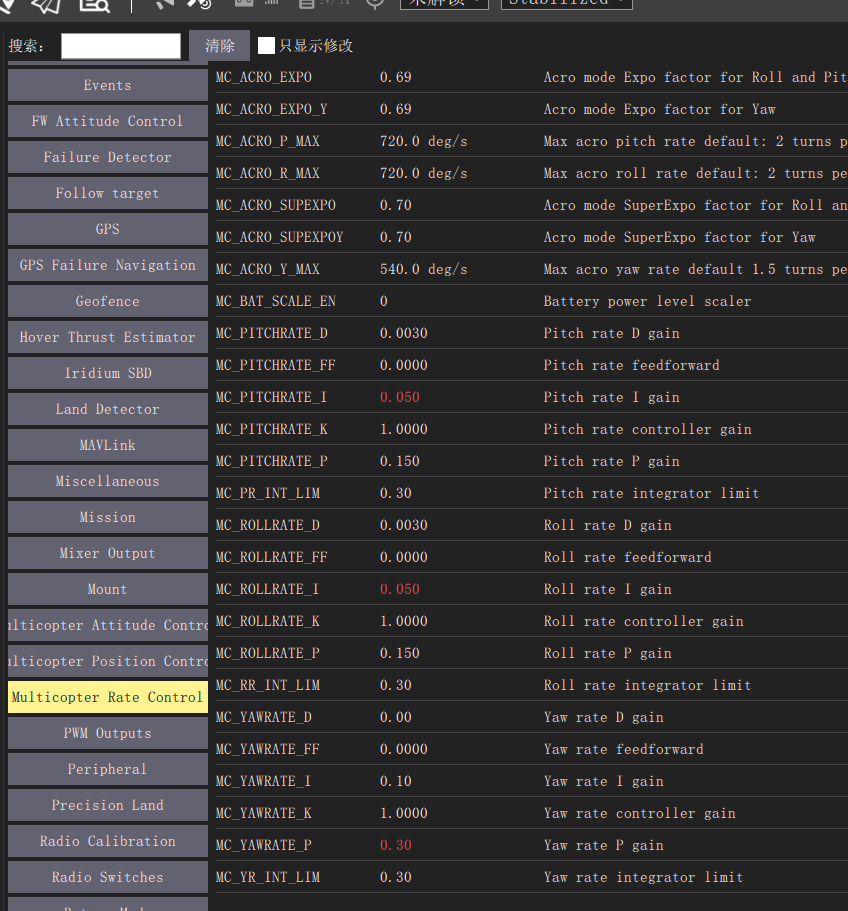 N/A
未解锁
Stabilized
搜索:
清除
只显示修改
Events
FW Attitude Control
Failure Detector
Follow target
GPS
GPS Failure Navigation
Geofence
Hover Thrust Estimator
Iridium SBD
Land Detector
MAVLink
Miscellaneous
Mission
Mixer Output
Mount
ulticopter Attitude Contro
ulticopter Position Contro
Multicopter Rate Control
PWM Outputs
Peripheral
Precision Land
Radio Calibration
Radio Switches
MC_ACRO_EXPO 0.69 Acro mode Expo factor for Roll and Pit
MC_ACRO_EXPO_Y 0.69 Acro mode Expo factor for Yaw
MC_ACRO_P_MAX 720.0 deg/s Max acro pitch rate default: 2 turns p
MC_ACRO_R_MAX 720.0 deg/s Max acro roll rate default: 2 turns pe
MC_ACRO_SUPEXPO 0.70 Acro mode SuperExpo factor for Roll an
MC_ACRO_SUPEXPOY 0.70 Acro mode SuperExpo factor for Yaw
MC_ACRO_Y_MAX 540.0 deg/s Max acro yaw rate default 1.5 turns pe
MC_BAT_SCALE_EN 0 Battery power level scaler
MC_PITCHRATE_D 0.0030 Pitch rate D gain
MC_PITCHRATE_FF 0.0000 Pitch rate feedforward
MC_PITCHRATE_I 0.050 Pitch rate I gain
MC_PITCHRATE_K 1.0000 Pitch rate controller gain
MC_PITCHRATE_P 0.150 Pitch rate P gain
MC_PR_INT_LIM 0.30 Pitch rate integrator limit
MC_ROLLRATE_D 0.0030 Roll rate D gain
MC_ROLLRATE_FF 0.0000 Roll rate feedforward
MC_ROLLRATE_I 0.050 Roll rate I gain
MC_ROLLRATE_K 1.0000 Roll rate controller gain
MC_ROLLRATE_P 0.150 Roll rate P gain
MC_RR_INT_LIM 0.30 Roll rate integrator limit
MC_YAWRATE_D 0.00 Yaw rate D gain
MC_YAWRATE_FF 0.0000 Yaw rate feedforward
MC_YAWRATE_I 0.10 Yaw rate I gain
MC_YAWRATE_K 1.0000 Yaw rate controller gain
MC_YAWRATE_P 0.30 Yaw rate P gain
MC_YR_INT_LIM 0.30 Yaw rate integrator limit